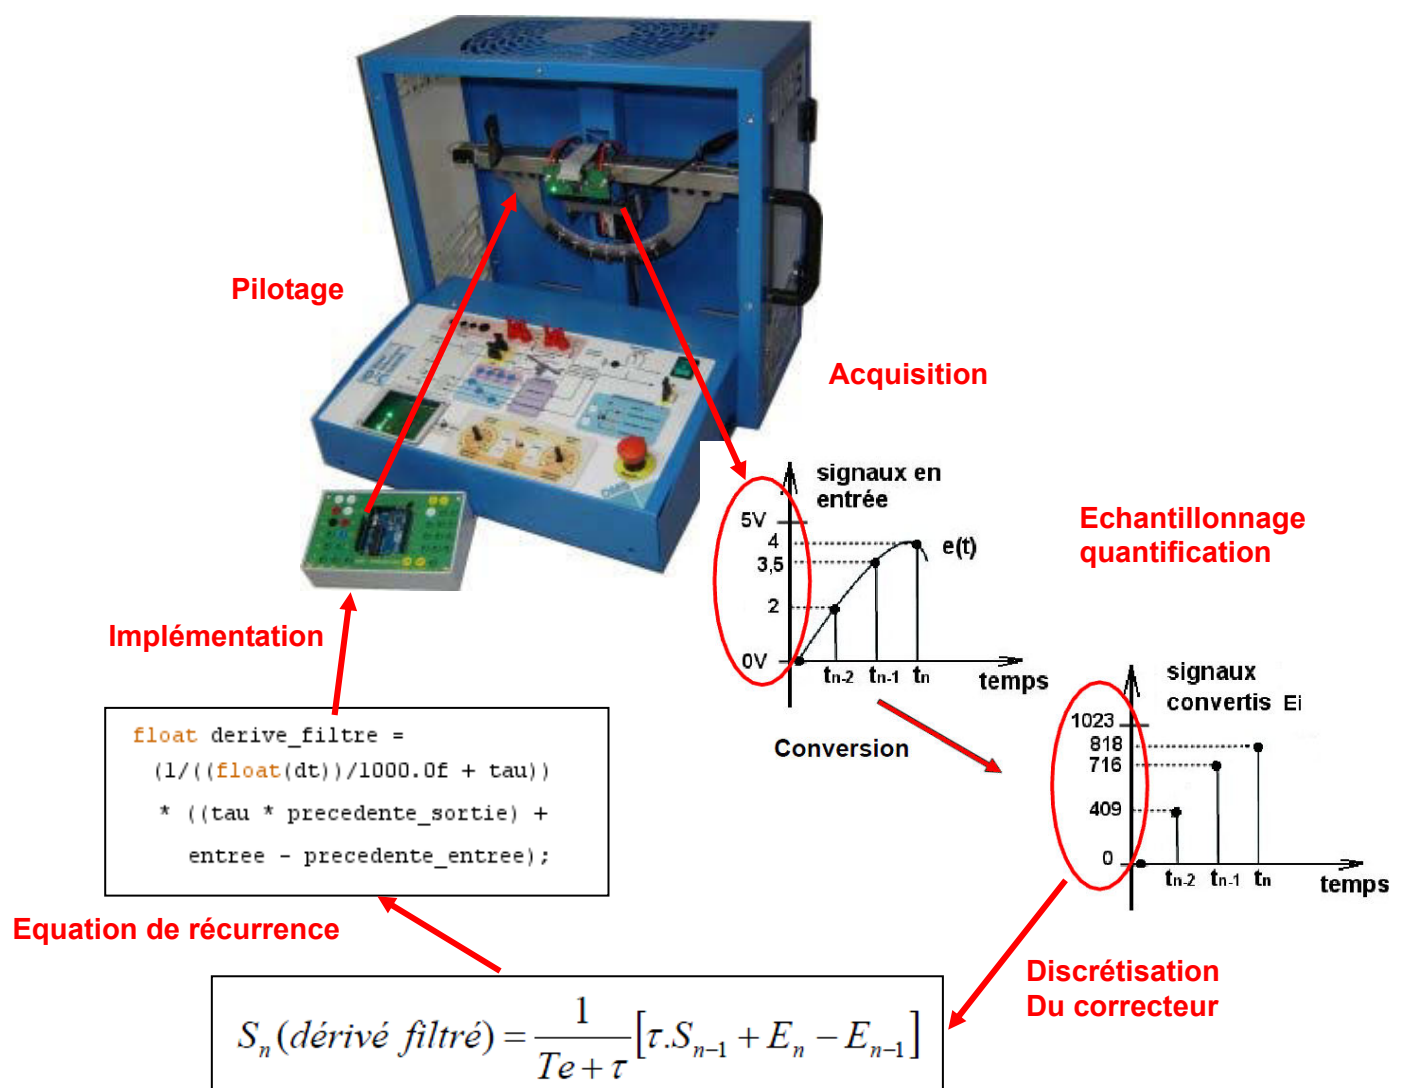 Pilotage
Acquisition
signaux en
entrée
5V
4
3,5
2
0V
e(t)
tn-2 tn-1 tn
temps
Echantillonnage
quantification
Implémentation
Conversion
signaux
convertis Ei
1023
818
716
409
0
tn-2 tn-1 tn
temps
float derive_filtre =
(1/((float(dt))/1000.0f + tau))
* ((tau * precedente_sortie) +
entree - precedente_entree);
Equation de récurrence
Discrétisation
Du correcteur
Sn (dérivé filtré) = 1/(Te + τ) [τ.Sn−1 + En − En−1]